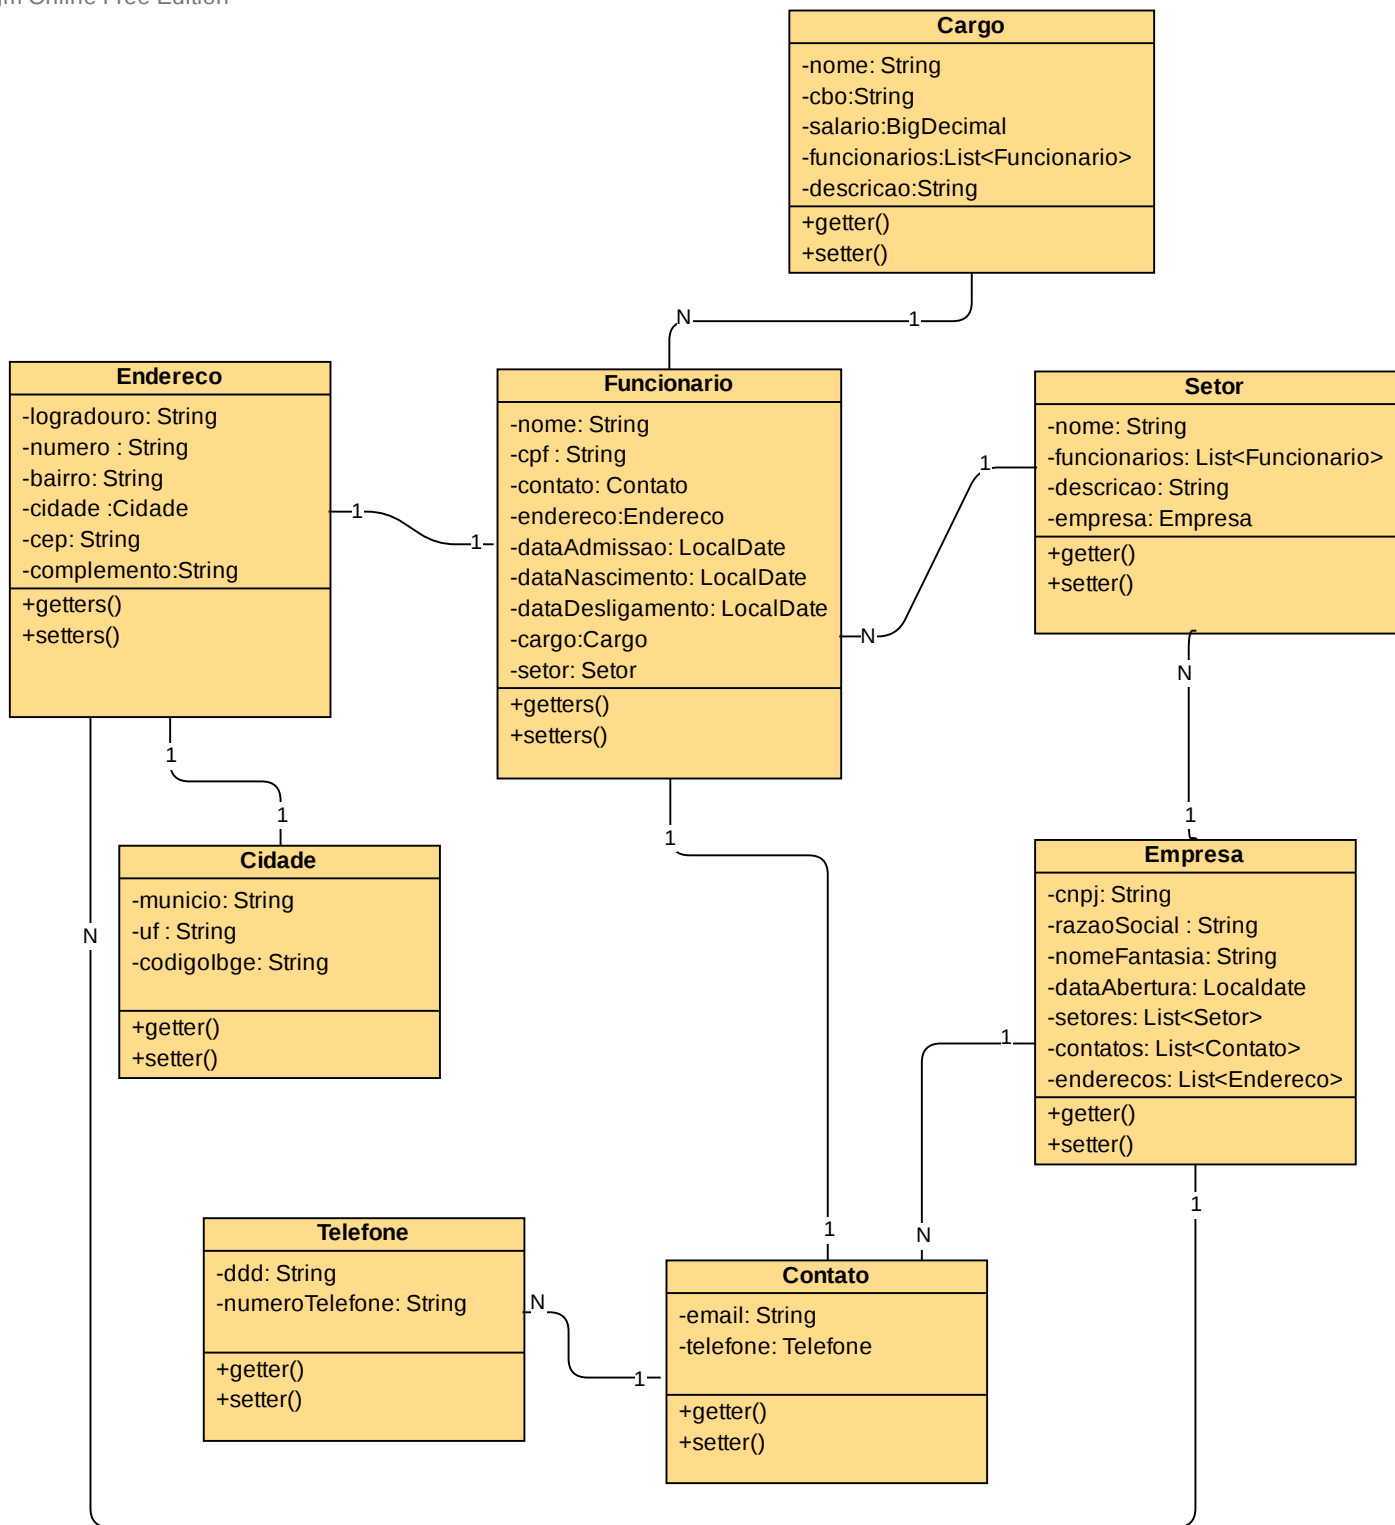 gm Online Free Edition
Cargo
-nome: String
-cbo:String
-salario:BigDecimal
-funcionarios:List<Funcionario>
-descricao:String
+getter()
+setter()
N
1
Endereco
-logradouro: String
-numero : String
-bairro: String
-cidade :Cidade
-cep: String
-complemento:String
+getters()
+setters()
1
1
Funcionario
-nome: String
-cpf : String
-contato: Contato
-endereco:Endereco
-dataAdmissao: LocalDate
-dataNascimento: LocalDate
-dataDesligamento: LocalDate
-cargo:Cargo
-setor: Setor
+getters()
+setters()
1
N
Setor
-nome: String
-funcionarios: List<Funcionario>
-descricao: String
-empresa: Empresa
+getter()
+setter()
N
1
1
1
N
1
Cidade
-municio: String
-uf : String
-codigoIbge: String
+getter()
+setter()
Empresa
-cnpj: String
-razaoSocial : String
-nomeFantasia: String
-dataAbertura: Localdate
-setores: List<Setor>
-contatos: List<Contato>
-enderecos: List<Endereco>
+getter()
+setter()
1
1
1
N
Telefone
-ddd: String
-numeroTelefone: String
+getter()
+setter()
N
1
Contato
-email: String
-telefone: Telefone
+getter()
+setter()